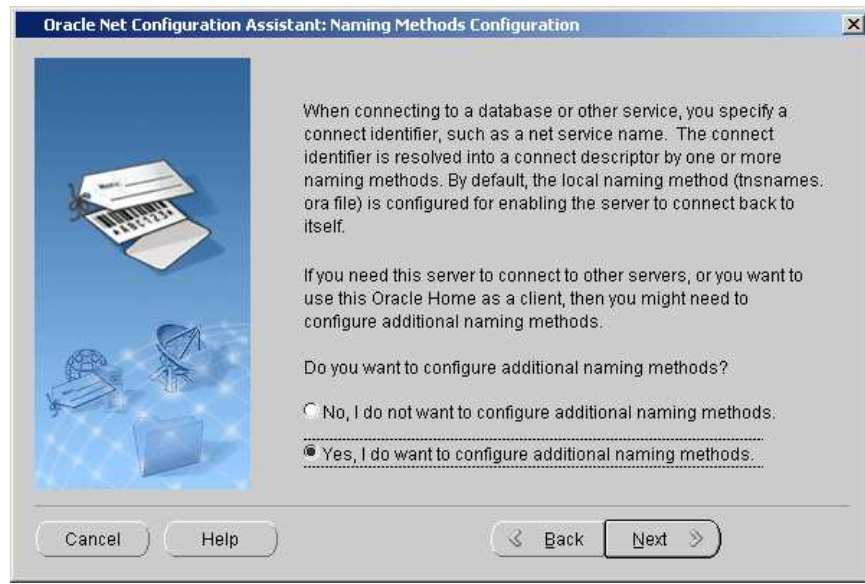 Oracle Net Configuration Assistant: Naming Methods Configuration
When connecting to a database or other service, you specify a
connect identifier, such as a net service name. The connect
identifier is resolved into a connect descriptor by one or more
naming methods. By default, the local naming method (tnsnames.
ora file) is configured for enabling the server to connect back to
itself.
If you need this server to connect to other servers, or you want to
use this Oracle Home as a client, then you might need to
configure additional naming methods.
Do you want to configure additional naming methods?
No, I do not want to configure additional naming methods.
Yes, I do want to configure additional naming methods.
Cancel
Help
Back
Next